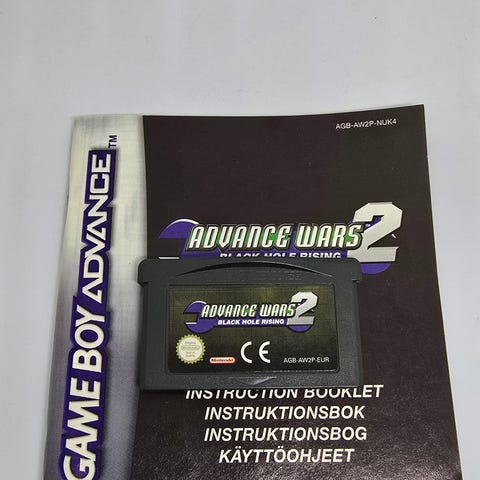 AGB-AW2P-NUK4
GAME BOY ADVANCE™
ADVANCE WARS 2
BLACK HOLE RISING
ADVANCE WARS 2
BLACK HOLE RISING
Nintendo
CE
AGB-AW2P-EUR
INSTRUCTION BOOKLET
INSTRUKTIONSBOK
INSTRUKTIONSBOG
KÄYTTÖOHJEET